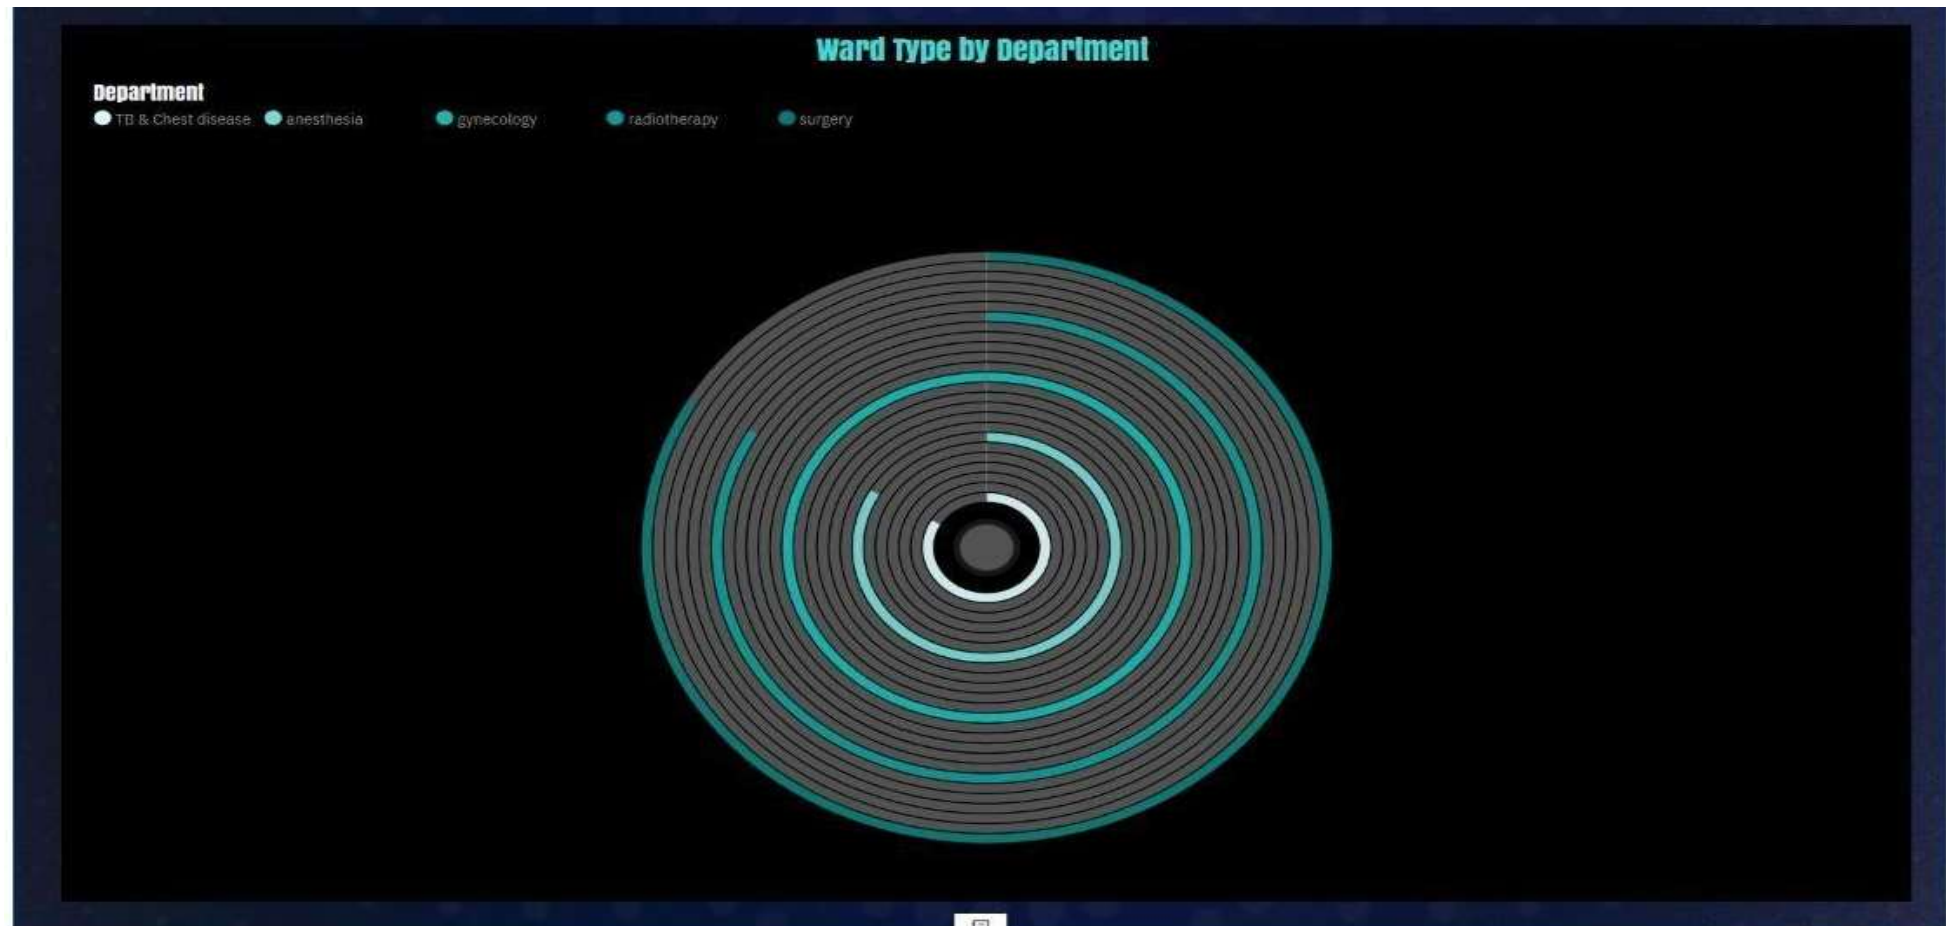 Ward Type by Department
Department
TB & Chest disease anesthesia gynecology radiotherapy surgery